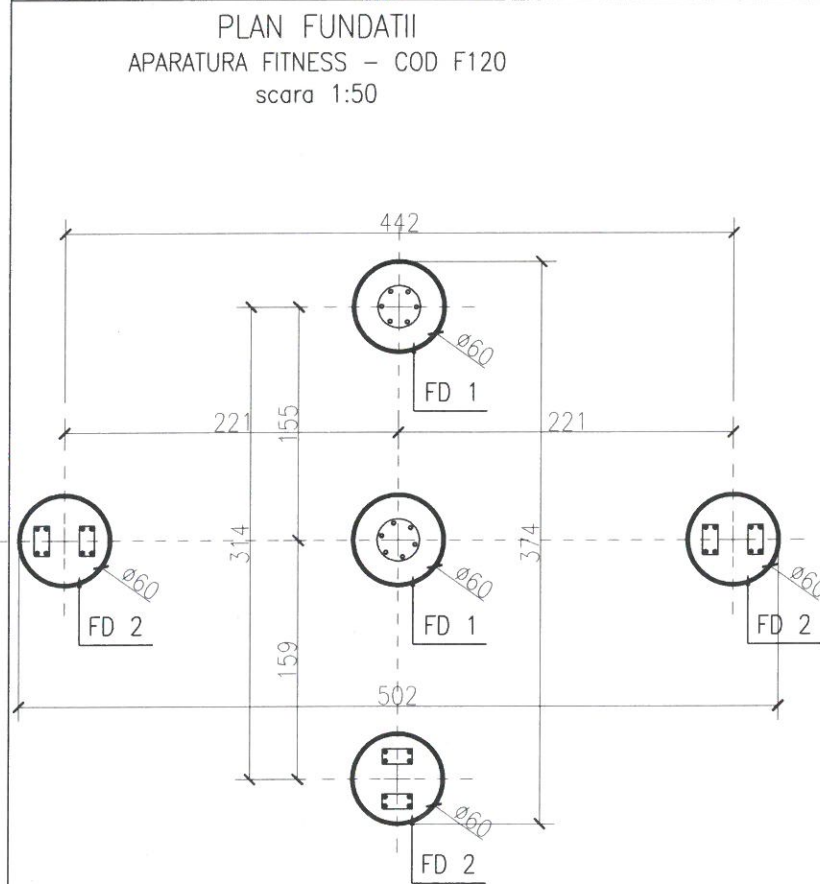 PLAN FUNDATII
APARATURA FITNESS – COD F120
scara 1:50
442
ø60
FD 1
221
155
221
314
374
ø60
ø60
ø60
FD 2
FD 1
FD 2
159
502
ø60
FD 2